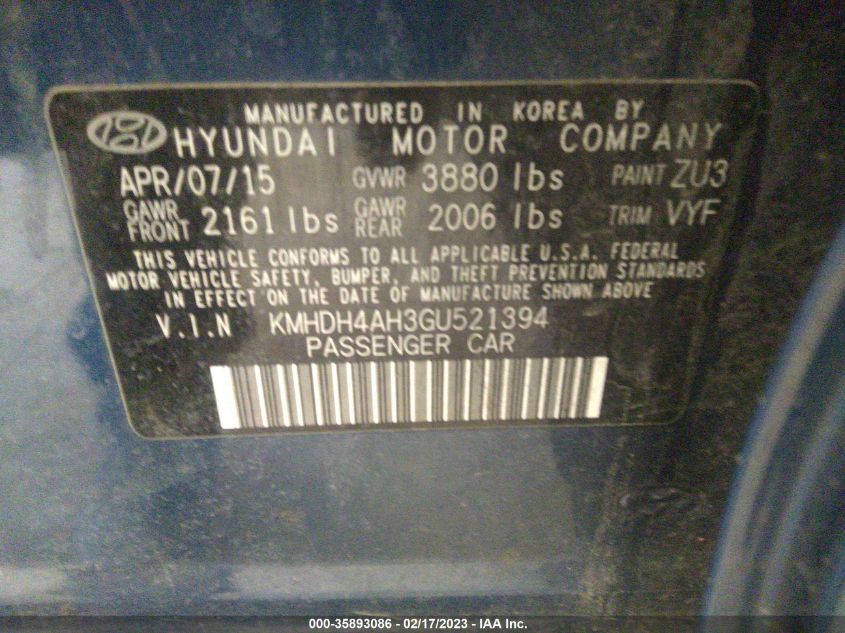 MANUFACTURED IN KOREA BY
HYUNDAI MOTOR COMPANY
APR/07/15 GVWR 3880 lbs PAINT ZU3
GAWR FRONT 2161 lbs GAWR REAR 2006 lbs TRIM VYF
THIS VEHICLE CONFORMS TO ALL APPLICABLE U.S.A. FEDERAL
MOTOR VEHICLE SAFETY, BUMPER, AND THEFT PREVENTION STANDARDS
IN EFFECT ON THE DATE OF MANUFACTURE SHOWN ABOVE
V.I.N KMHDH4AH3GU521394
PASSENGER CAR
000-35893086 - 02/17/2023 - IAA Inc.